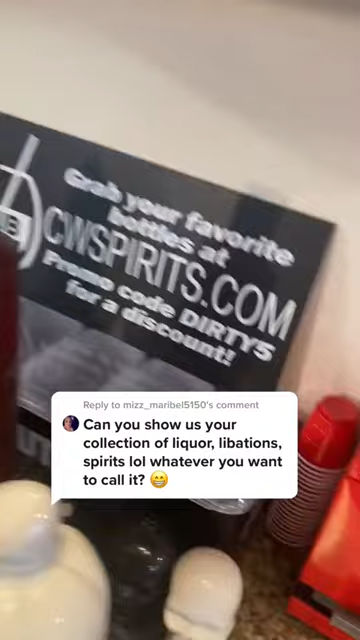 Grab your favorite
bottles at
CWSPIRITS.COM
Promo code DIRTY5
for a discount!
Reply to mizz_maribel5150's comment
Can you show us your
collection of liquor, libations,
spirits lol whatever you want
to call it? 😁